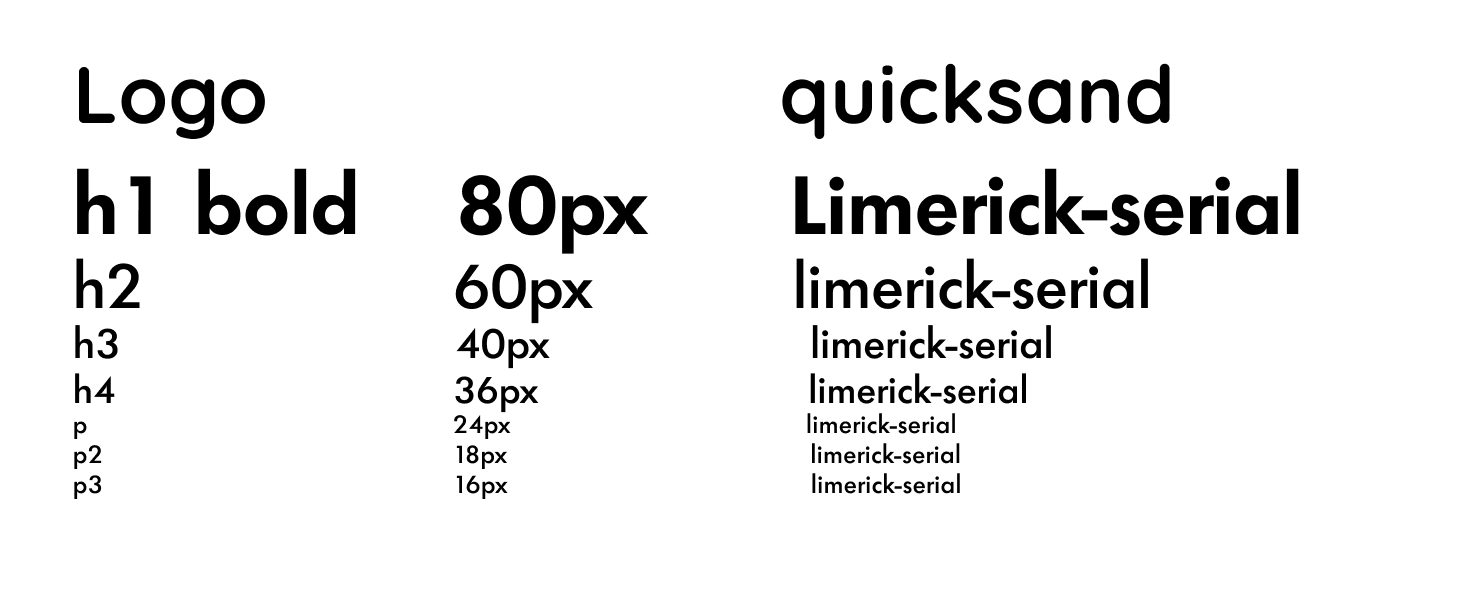 Logo quicksand
h1 bold 80px Limerick-serial
h2 60px limerick-serial
h3 40px limerick-serial
h4 36px limerick-serial
p 24px limerick-serial
p2 18px limerick-serial
p3 16px limerick-serial